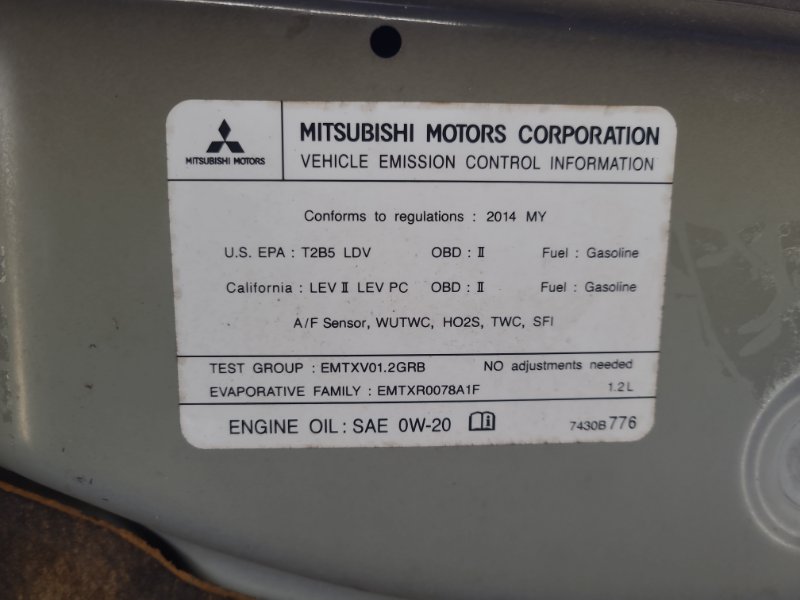 MITSUBISHI MOTORS
MITSUBISHI MOTORS CORPORATION
VEHICLE EMISSION CONTROL INFORMATION
Conforms to regulations : 2014 MY
U.S. EPA : T2B5 LDV OBD : II Fuel : Gasoline
California : LEV II LEV PC OBD : II Fuel : Gasoline
A/F Sensor, WUTWC, HO2S, TWC, SFI
TEST GROUP : EMTXV01.2GRB NO adjustments needed
EVAPORATIVE FAMILY : EMTXR0078A1F 1.2 L
ENGINE OIL : SAE 0W-20 7430B776